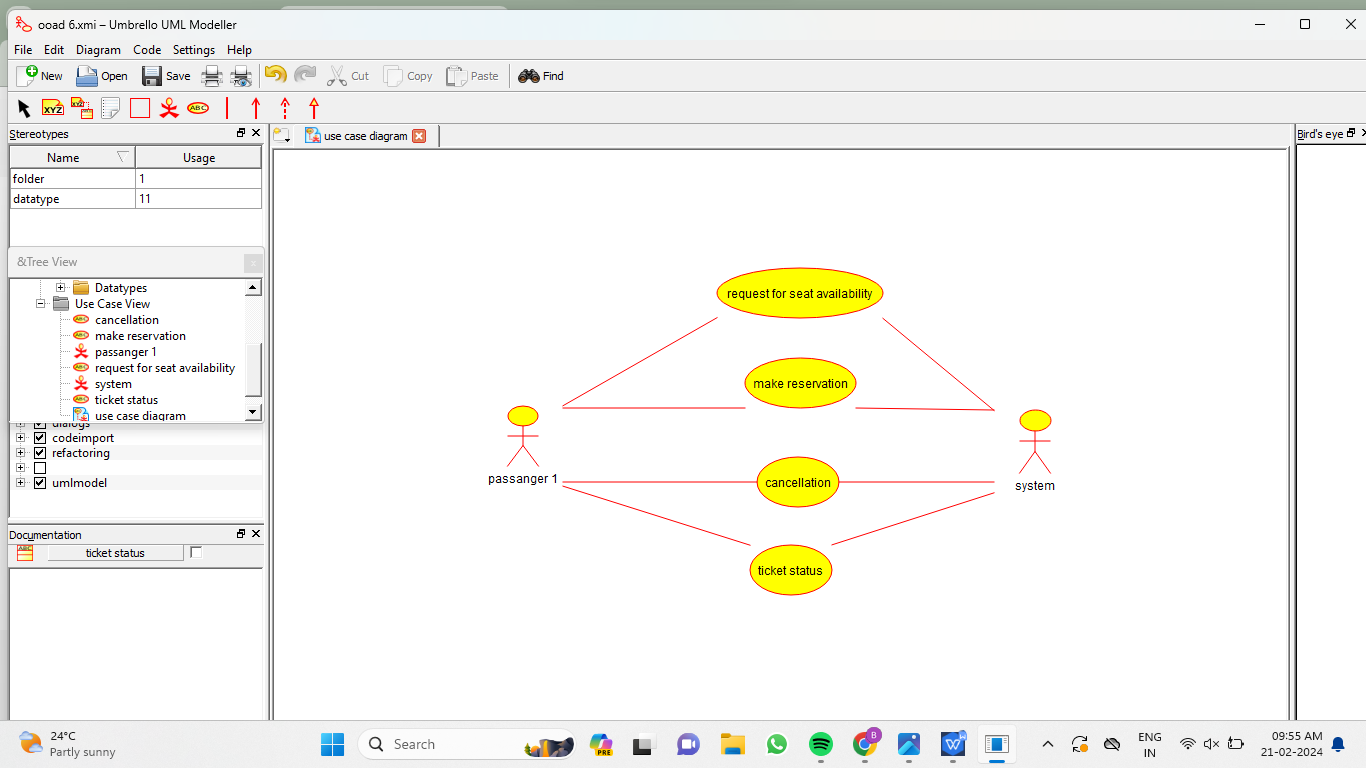 ooad 6.xmi – Umbrello UML Modeller
File Edit Diagram Code Settings Help
New Open Save Cut Copy Paste Find
XYZ XYZ ABC
Stereotypes
Name Usage
folder 1
datatype 11
&Tree View
Datatypes
Use Case View
cancellation
make reservation
passanger 1
request for seat availability
system
ticket status
use case diagram
dialogs
codeimport
refactoring
umlmodel
Documentation
ticket status
use case diagram
Bird's eye
request for seat availability
make reservation
passanger 1
cancellation
system
ticket status
24°C
Partly sunny
Search
PRE
B
W
ENG
IN
09:55 AM
21-02-2024